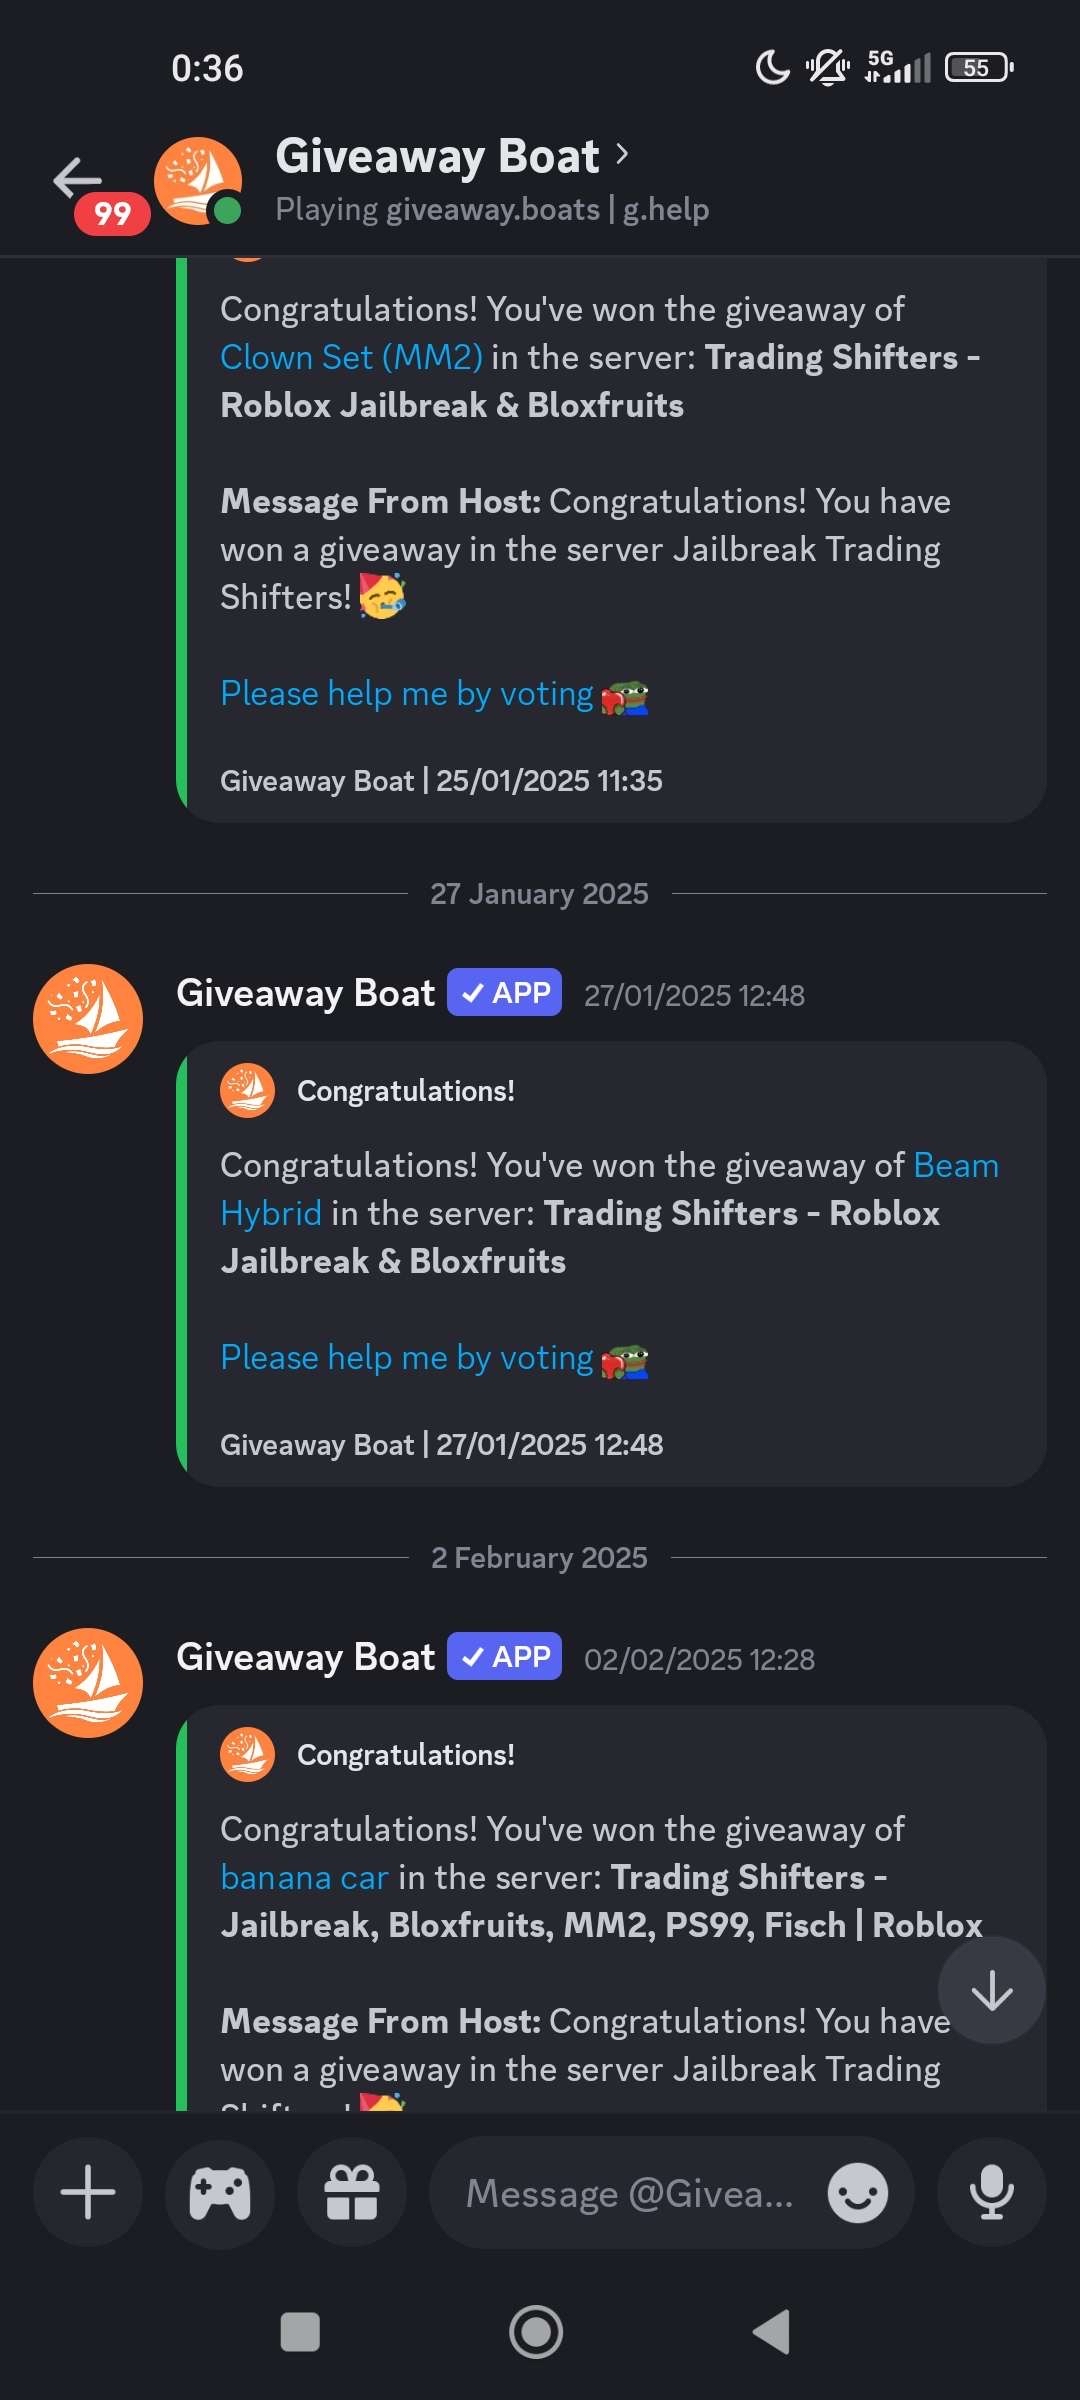 0:36
5G
55
99
Giveaway Boat
Playing giveaway.boats | g.help
Congratulations! You've won the giveaway of
Clown Set (MM2) in the server: Trading Shifters -
Roblox Jailbreak & Bloxfruits
Message From Host: Congratulations! You have
won a giveaway in the server Jailbreak Trading
Shifters! 🥳
Please help me by voting
Giveaway Boat | 25/01/2025 11:35
27 January 2025
Giveaway Boat ✓ APP 27/01/2025 12:48
Congratulations!
Congratulations! You've won the giveaway of Beam
Hybrid in the server: Trading Shifters - Roblox
Jailbreak & Bloxfruits
Please help me by voting
Giveaway Boat | 27/01/2025 12:48
2 February 2025
Giveaway Boat ✓ APP 02/02/2025 12:28
Congratulations!
Congratulations! You've won the giveaway of
banana car in the server: Trading Shifters -
Jailbreak, Bloxfruits, MM2, PS99, Fisch | Roblox
Message From Host: Congratulations! You have
won a giveaway in the server Jailbreak Trading
Message @Givea...